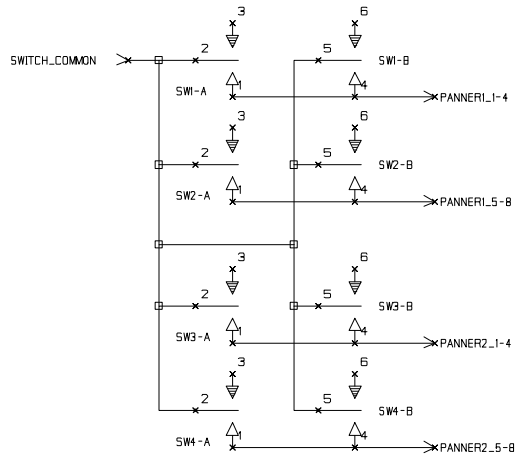 3 6
2 5
SWITCH_COMMON SW1-B
SW1-A 1 4
PANNER1_1-4
3 6
2 5
SW2-B
SW2-A 1 4
PANNER1_5-8
3 6
2 5
SW3-B
SW3-A 1 4
PANNER2_1-4
3 6
2 5
SW4-B
SW4-A 1 4
PANNER2_5-8